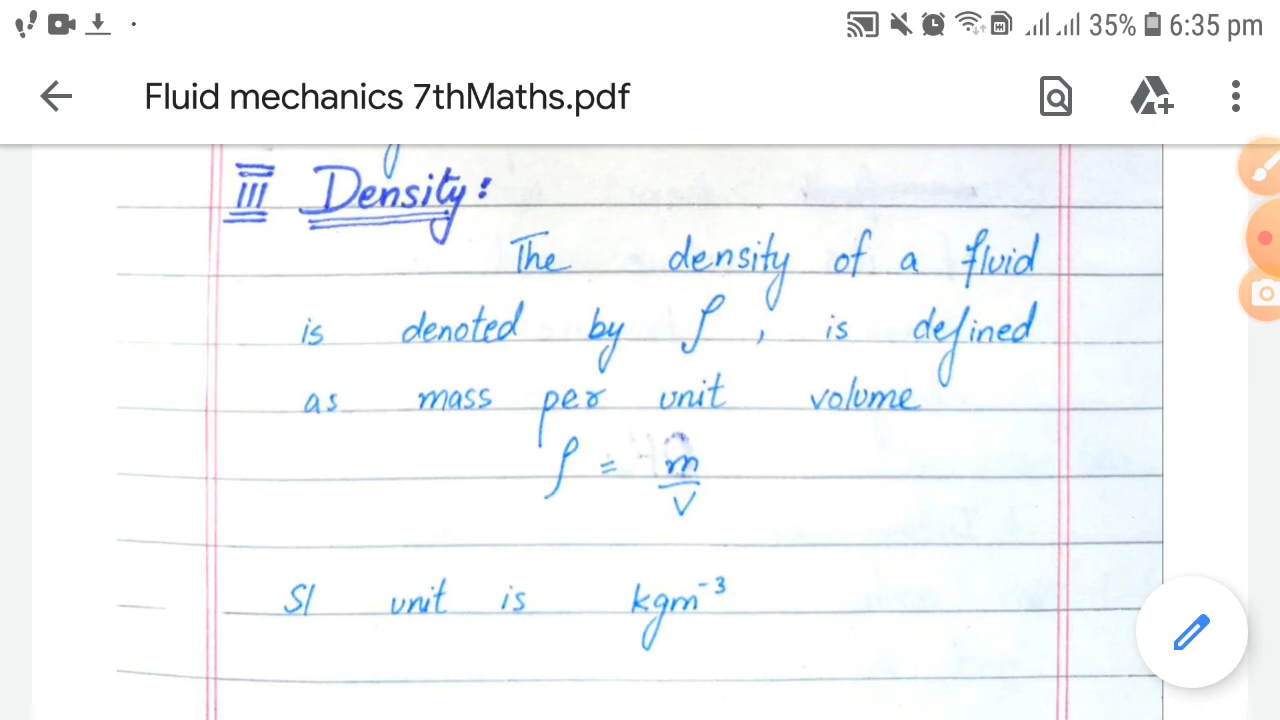 35% 6:35 pm
Fluid mechanics 7thMaths.pdf
III Density:
The density of a fluid
is denoted by ρ, is defined
as mass per unit volume
ρ = m/V
SI unit is kgm⁻³